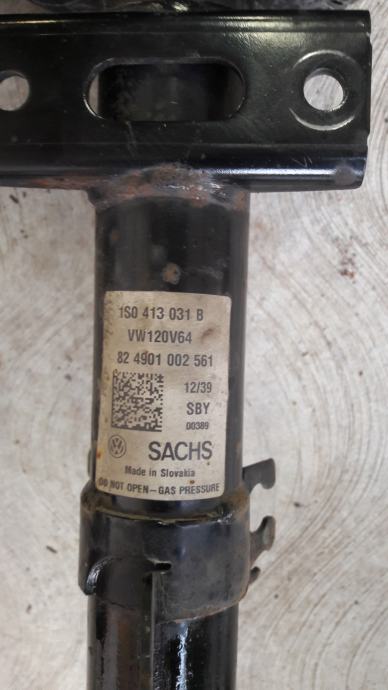 1S0 413 031 B
VW120V64
82 4901 002 561
12/39
SBY
00389
SACHS
Made in Slovakia
DO NOT OPEN-GAS PRESSURE